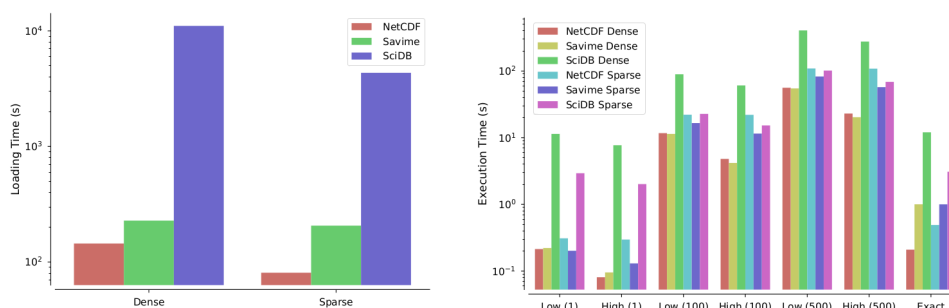 Loading Time (s)
10^4
10^3
10^2
NetCDF
Savime
SciDB
Dense
Sparse
Execution Time (s)
10^2
10^1
10^0
10^-1
NetCDF Dense
Savime Dense
SciDB Dense
NetCDF Sparse
Savime Sparse
SciDB Sparse
Low (1)
High (1)
Low (100)
High (100)
Low (500)
High (500)
Exact